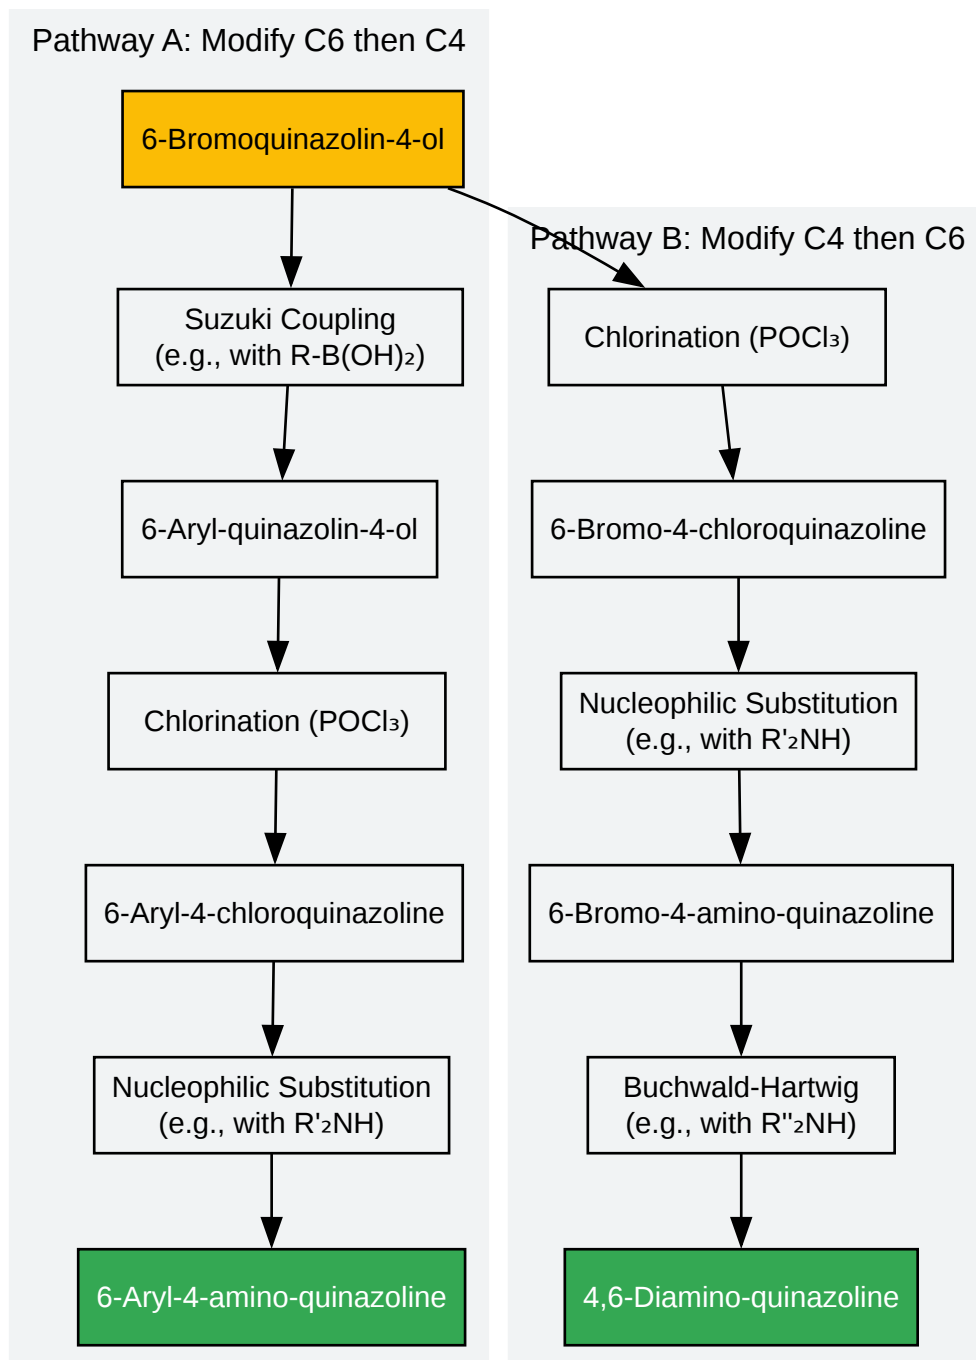 Pathway A: Modify C6 then C4
6-Bromoquinazolin-4-ol
Suzuki Coupling
(e.g., with R-B(OH)₂)
6-Aryl-quinazolin-4-ol
Chlorination (POCl₃)
6-Aryl-4-chloroquinazoline
Nucleophilic Substitution
(e.g., with R'₂NH)
6-Aryl-4-amino-quinazoline
Pathway B: Modify C4 then C6
Chlorination (POCl₃)
6-Bromo-4-chloroquinazoline
Nucleophilic Substitution
(e.g., with R'₂NH)
6-Bromo-4-amino-quinazoline
Buchwald-Hartwig
(e.g., with R"₂NH)
4,6-Diamino-quinazoline